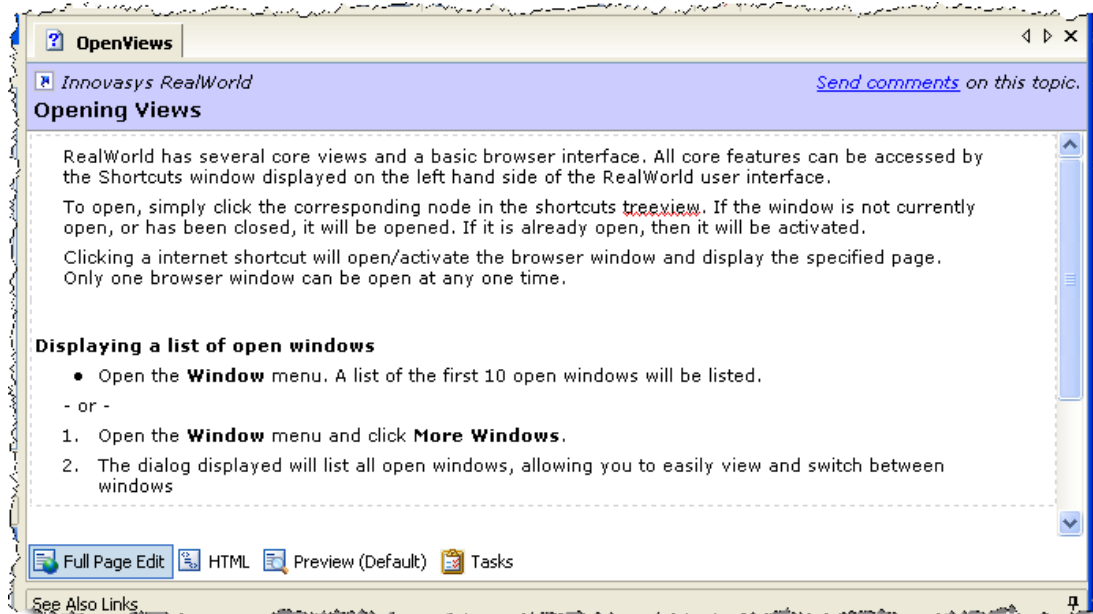 OpenViews
Innovasys RealWorld Send comments on this topic.
Opening Views
RealWorld has several core views and a basic browser interface. All core features can be accessed by
the Shortcuts window displayed on the left hand side of the RealWorld user interface.
To open, simply click the corresponding node in the shortcuts treeview. If the window is not currently
open, or has been closed, it will be opened. If it is already open, then it will be activated.
Clicking a internet shortcut will open/activate the browser window and display the specified page.
Only one browser window can be open at any one time.
Displaying a list of open windows
• Open the Window menu. A list of the first 10 open windows will be listed.
- or -
1. Open the Window menu and click More Windows.
2. The dialog displayed will list all open windows, allowing you to easily view and switch between
windows
Full Page Edit HTML Preview (Default) Tasks
See Also Links